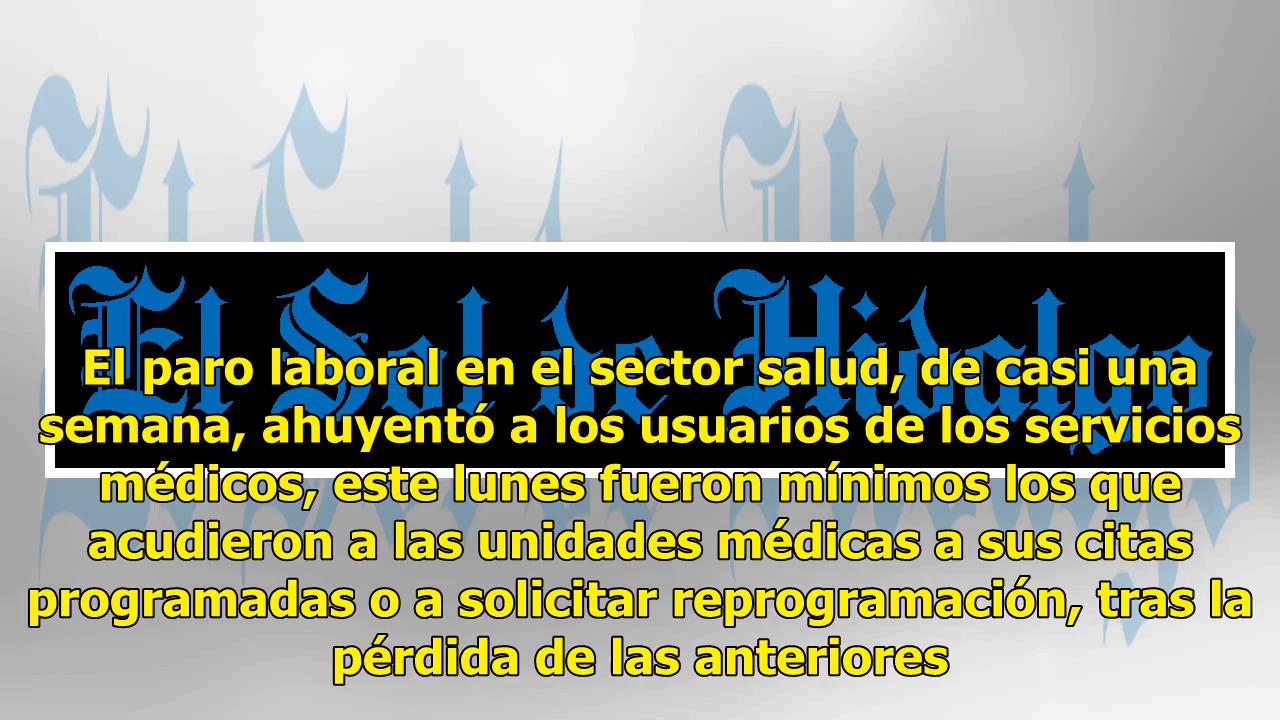 El Sol de Hidalgo
El paro laboral en el sector salud, de casi una
semana, ahuyentó a los usuarios de los servicios
médicos, este lunes fueron mínimos los que
acudieron a las unidades médicas a sus citas
programadas o a solicitar reprogramación, tras la
pérdida de las anteriores